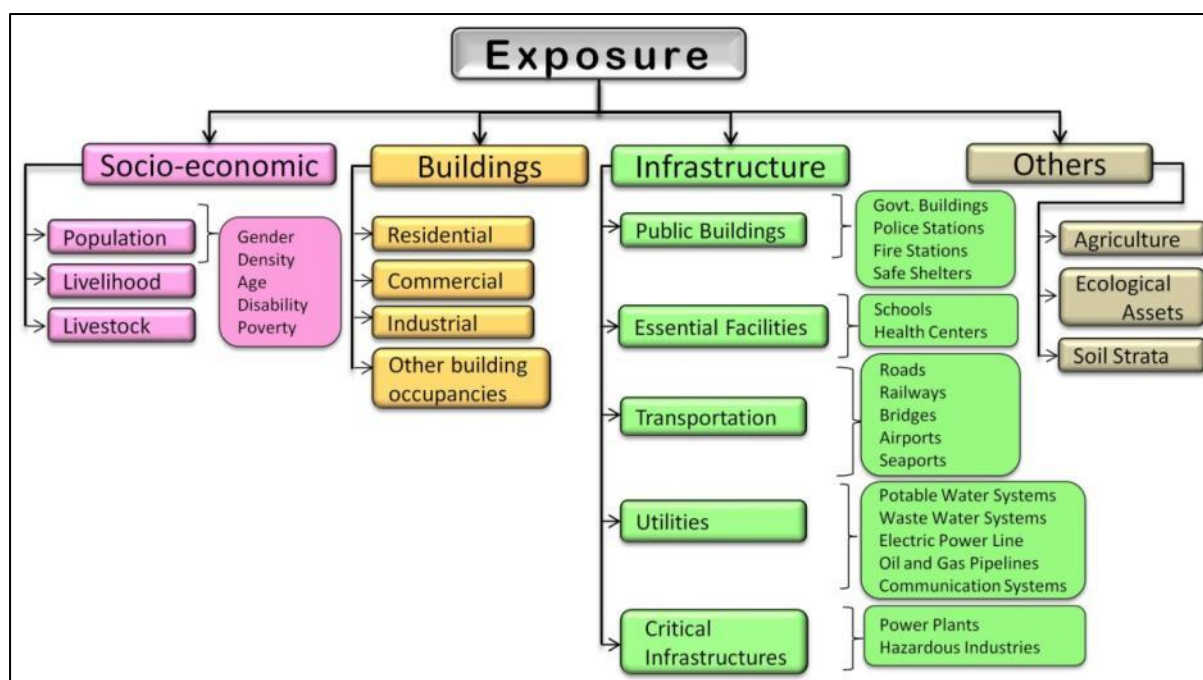 Exposure
Socio-economic
Population
Livelihood
Livestock
Gender
Density
Age
Disability
Poverty
Buildings
Residential
Commercial
Industrial
Other building
occupancies
Infrastructure
Public Buildings
Govt. Buildings
Police Stations
Fire Stations
Safe Shelters
Essential Facilities
Schools
Health Centers
Transportation
Roads
Railways
Bridges
Airports
Seaports
Utilities
Potable Water Systems
Waste Water Systems
Electric Power Line
Oil and Gas Pipelines
Communication Systems
Critical
Infrastructures
Power Plants
Hazardous Industries
Others
Agriculture
Ecological
Assets
Soil Strata